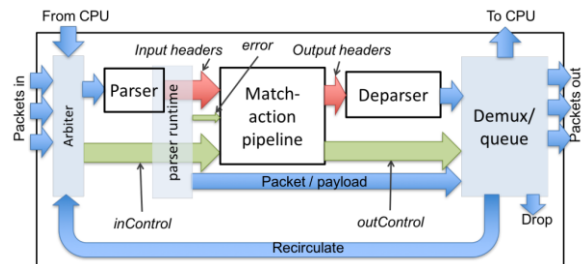 From CPU
To CPU
Input headers
error
Output headers
Packets in
Arbiter
Parser
parser runtime
Match-
action
pipeline
Deparser
Demux/
queue
Packets out
Packet / payload
inControl
outControl
Drop
Recirculate